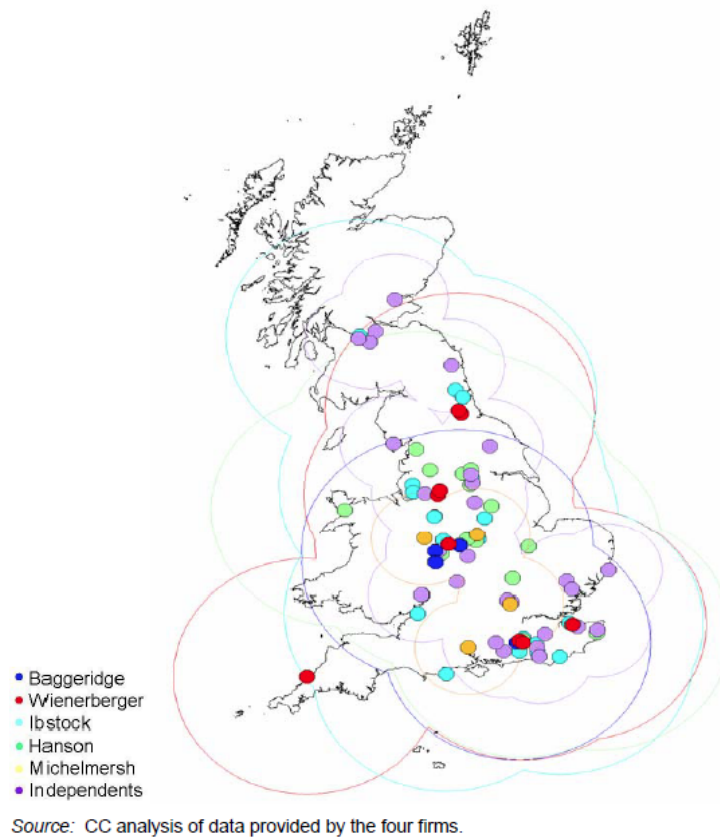 Baggeridge
Wienerberger
Ibstock
Hanson
Michelmersh
Independents
Source: CC analysis of data provided by the four firms.